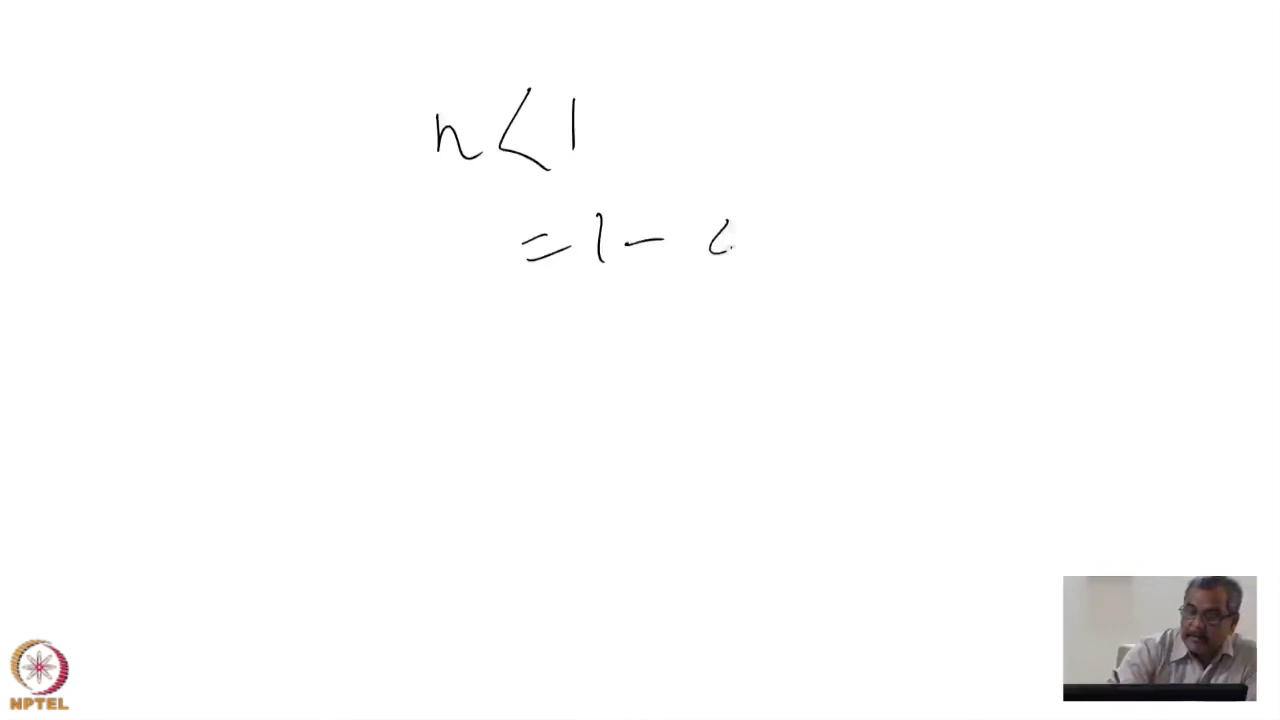 n < 1
= 1 -
NPTEL